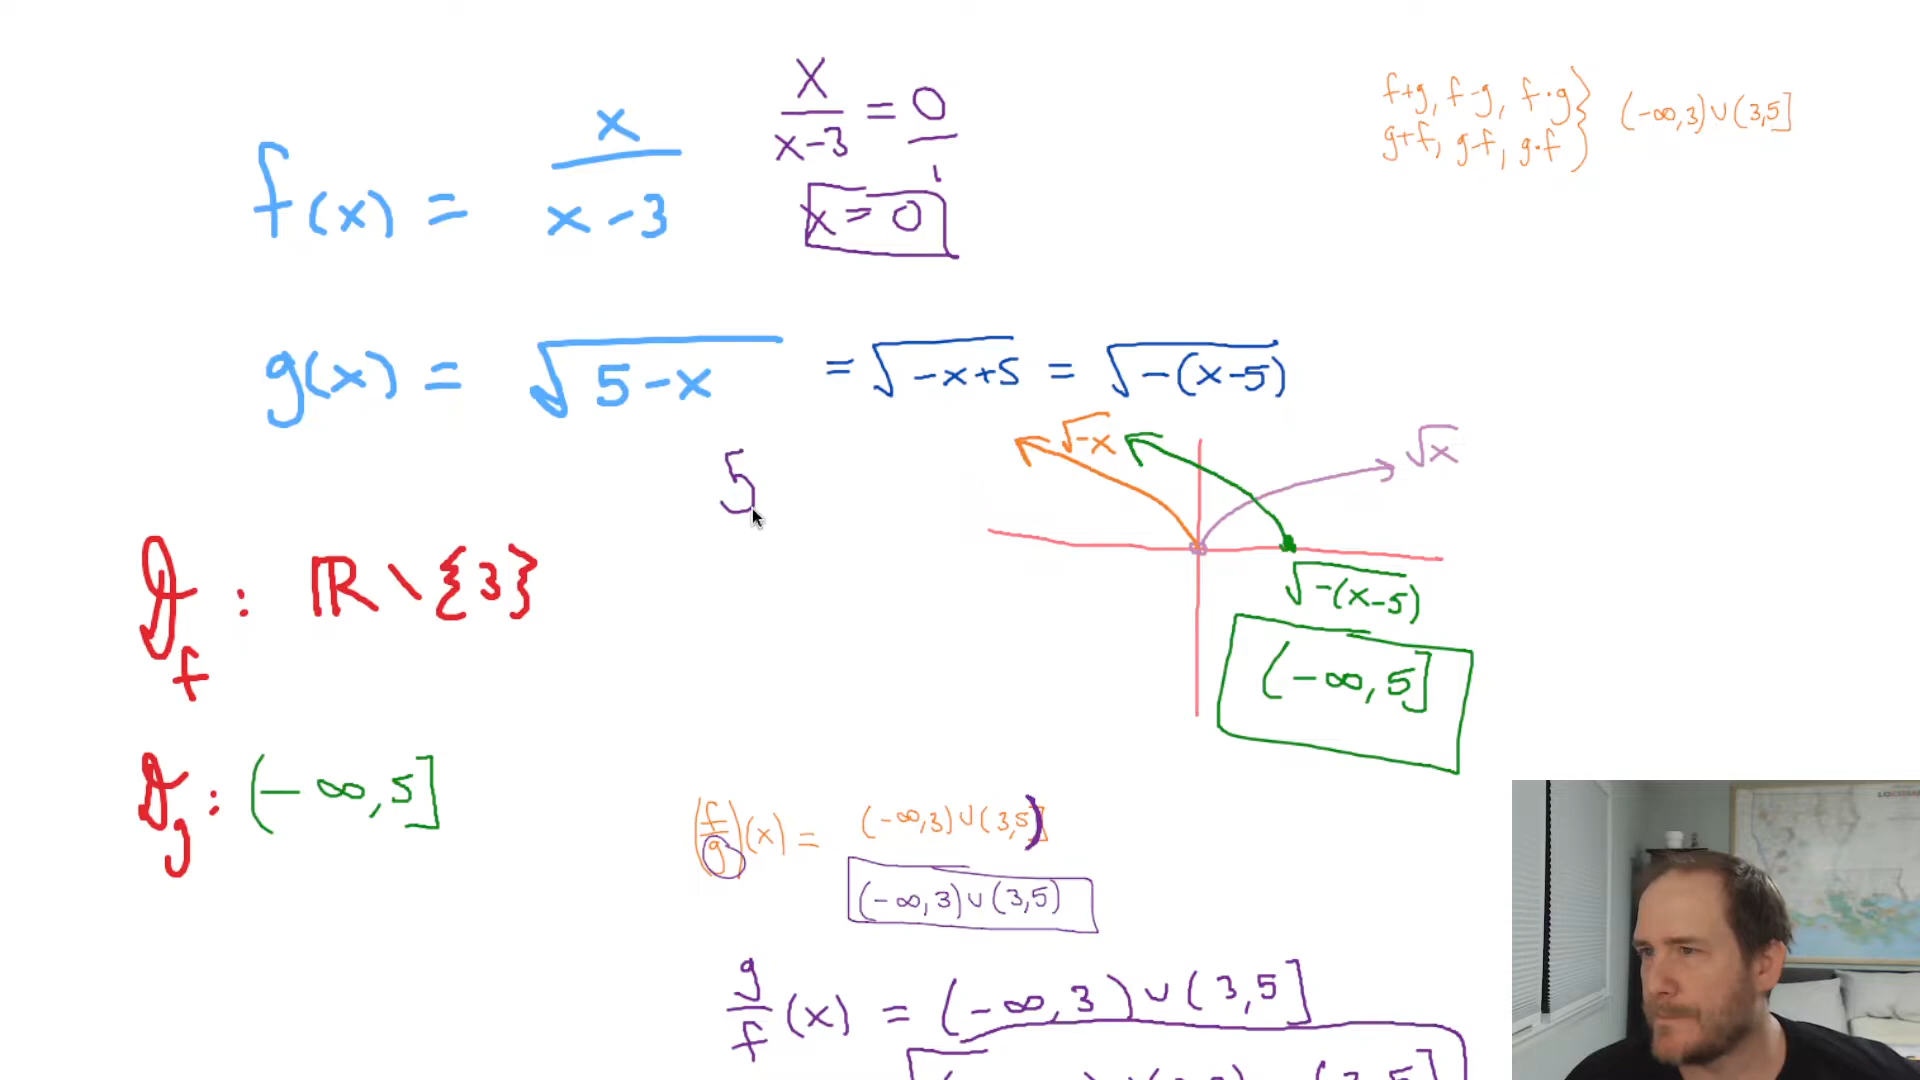 f(x) = x/(x-3)
x/(x-3) = 0/1
x = 0
f+g, f-g, f·g} (-∞,3)∪(3,5]
g+f, g-f, g·f}
g(x) = √(5-x) = √(-x+5) = √(-(x-5))
√-x
√x
5
√(-(x-5))
(-∞,5]
D_f : ℝ\{3}
D_g : (-∞,5]
(f/g)(x) = (-∞,3)∪(3,5])
(-∞,3)∪(3,5)
g/f (x) = (-∞,3)∪(3,5]